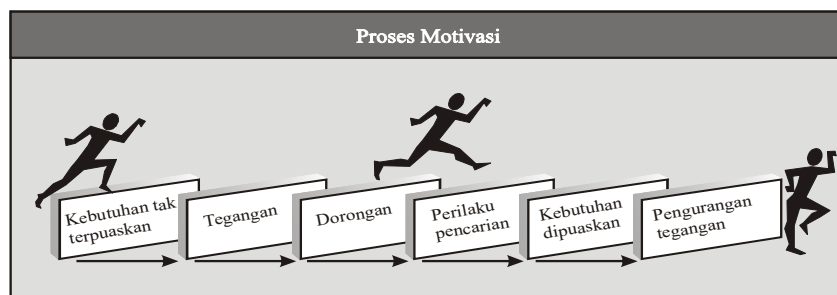 Proses Motivasi
Kebutuhan tak
terpuaskan
Tegangan
Dorongan
Perilaku
pencarian
Kebutuhan
dipuaskan
Pengurangan
tegangan